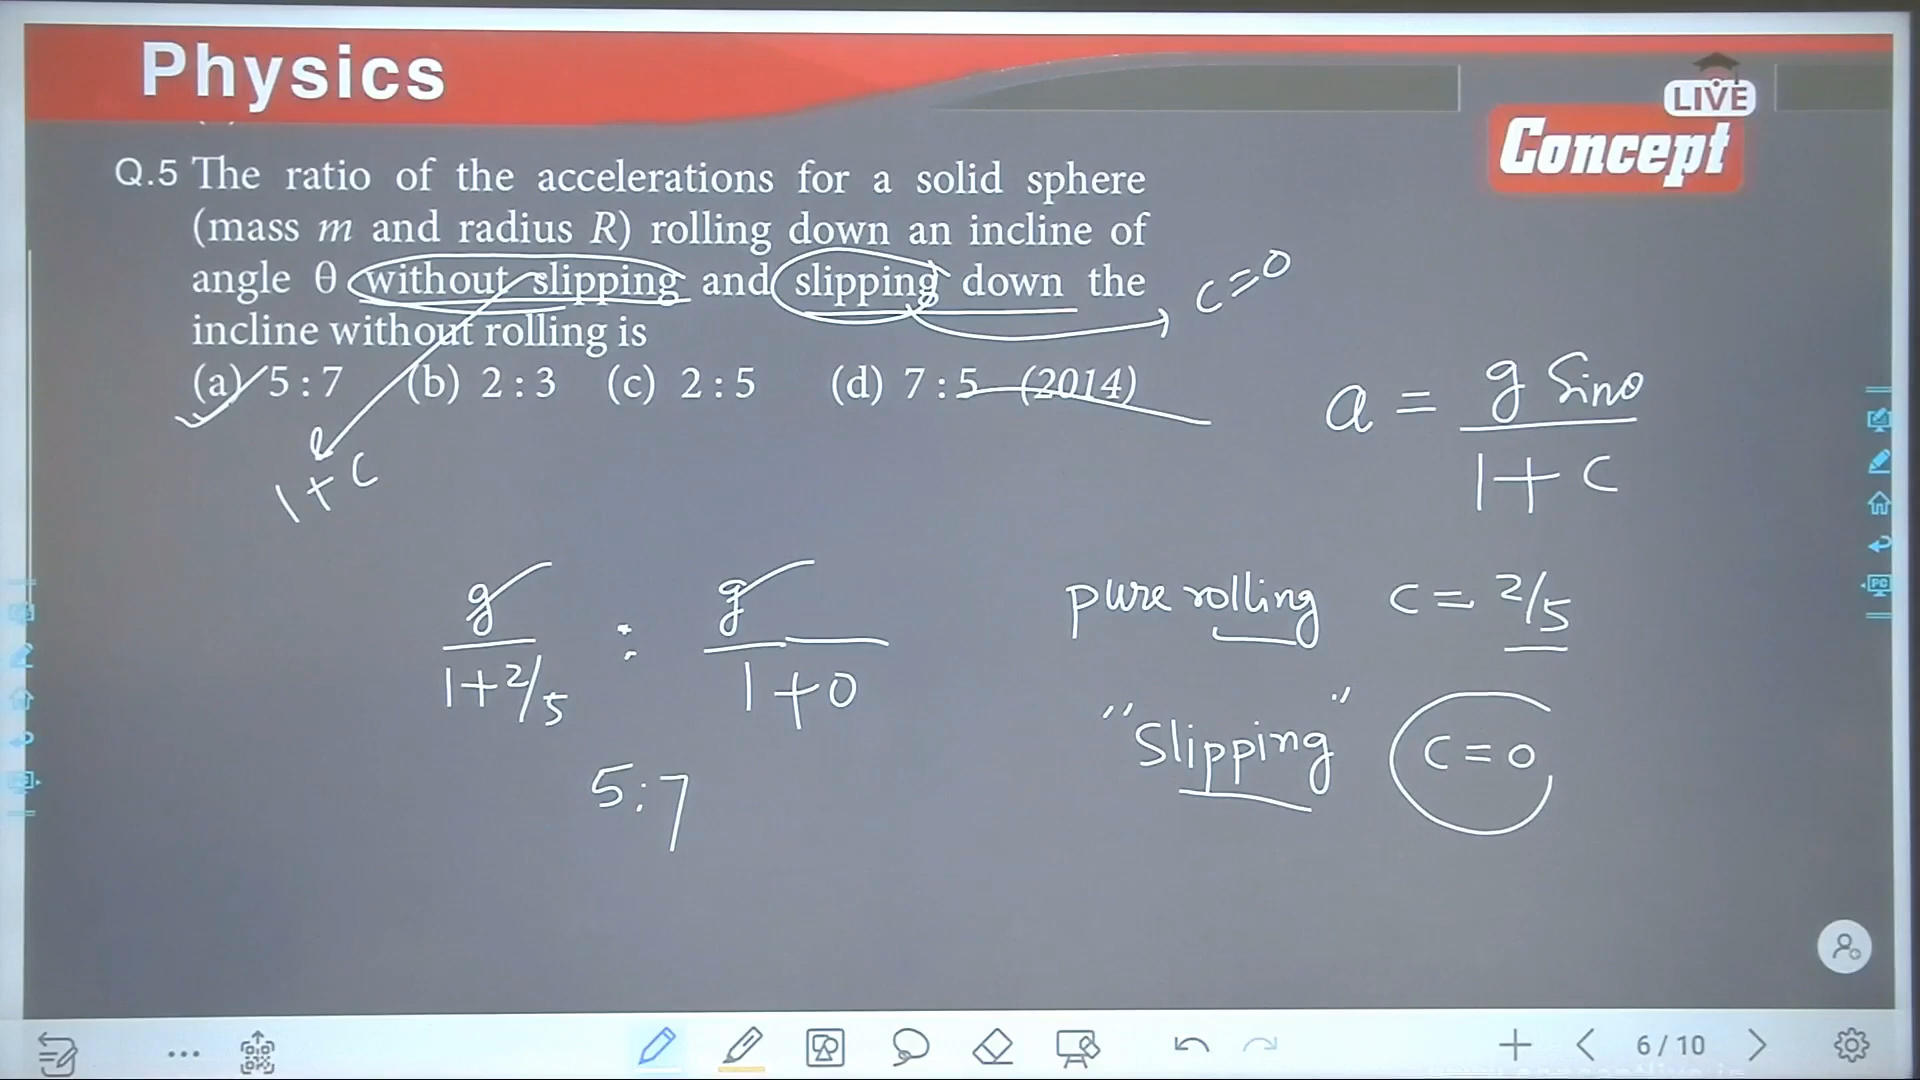 Physics
LIVE
Concept
Q.5 The ratio of the accelerations for a solid sphere
(mass m and radius R) rolling down an incline of
angle θ without slipping and slipping down the
incline without rolling is
(a) 5 : 7 (b) 2 : 3 (c) 2 : 5 (d) 7 : 5 (2014)
c=0
1+c
a = g Sinθ / 1+c
g / 1+2/5 : g / 1+0
5:7
pure rolling c = 2/5
"Slipping" c=0
PC
6 / 10